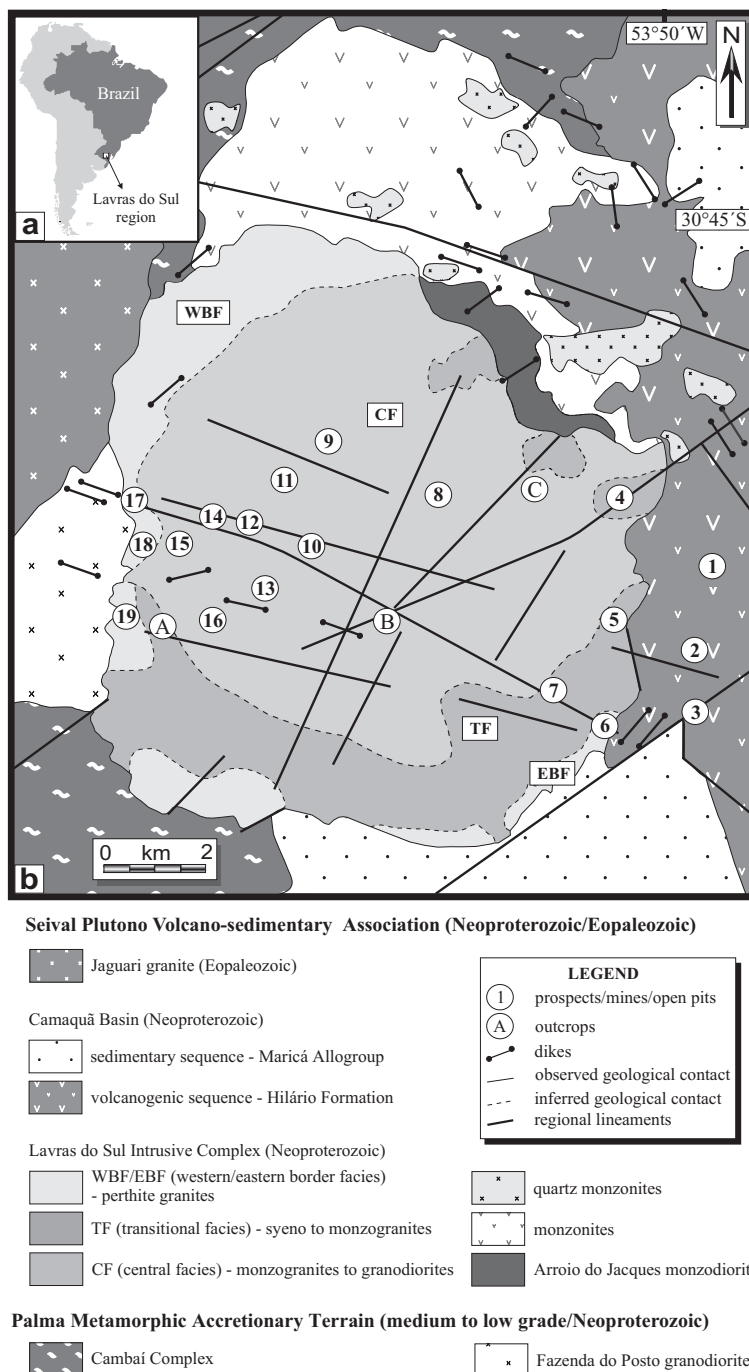 53°50´W
N
Brazil
Lavras do Sul
region
a
30°45´S
WBF
CF
9
11
8
C
4
17
14
12
10
18
15
1
13
19
A
16
B
5
2
7
3
TF
6
EBF
0 km 2
b
Seival Plutono Volcano-sedimentary Association (Neoproterozoic/Eopaleozoic)
Jaguari granite (Eopaleozoic)
Camaquã Basin (Neoproterozoic)
sedimentary sequence - Maricá Allogroup
volcanogenic sequence - Hilário Formation
LEGEND
1 prospects/mines/open pits
A outcrops
dikes
observed geological contact
inferred geological contact
regional lineaments
Lavras do Sul Intrusive Complex (Neoproterozoic)
WBF/EBF (western/eastern border facies)
- perthite granites
TF (transitional facies) - syeno to monzogranites
CF (central facies) - monzogranites to granodiorites
quartz monzonites
monzonites
Arroio do Jacques monzodiorit
Palma Metamorphic Accretionary Terrain (medium to low grade/Neoproterozoic)
Cambaí Complex
Fazenda do Posto granodiorite